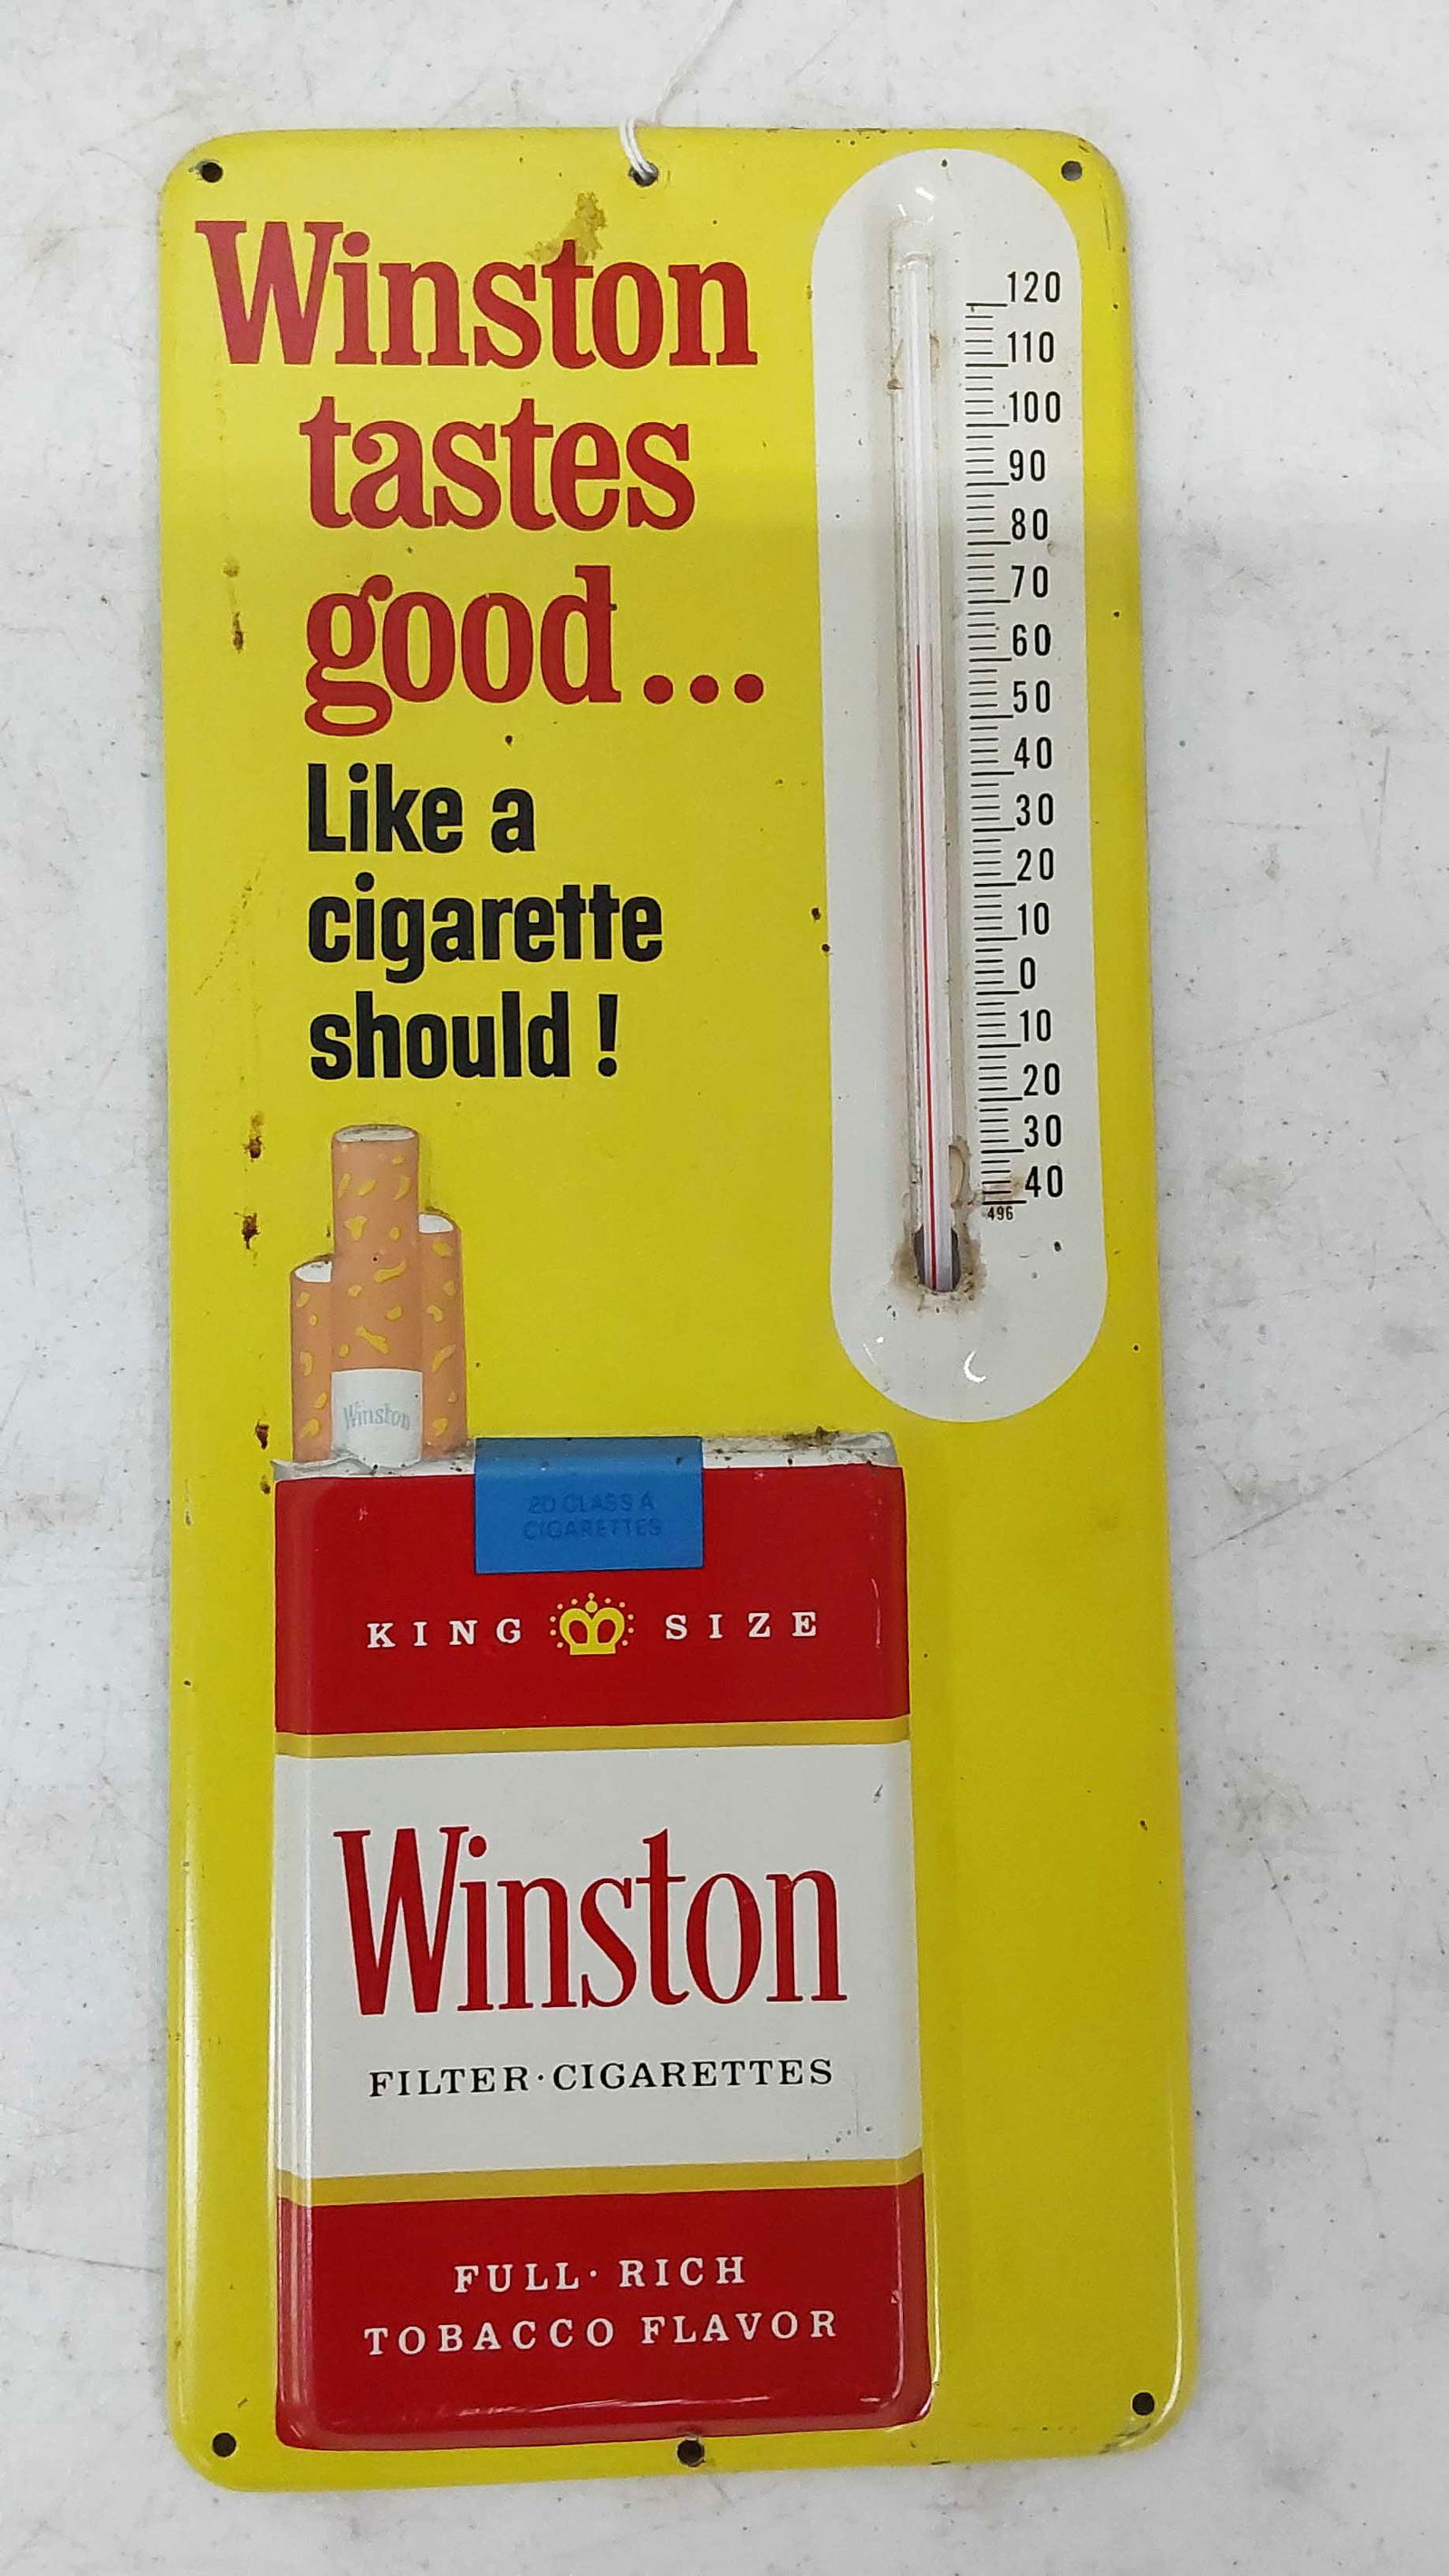 Winston
tastes
good...
Like a
cigarette
should!
120
110
100
90
80
70
60
50
40
30
20
10
0
10
20
30
40
496
Winston
20 CLASS A
CIGARETTES
KING SIZE
Winston
FILTER·CIGARETTES
FULL·RICH
TOBACCO FLAVOR